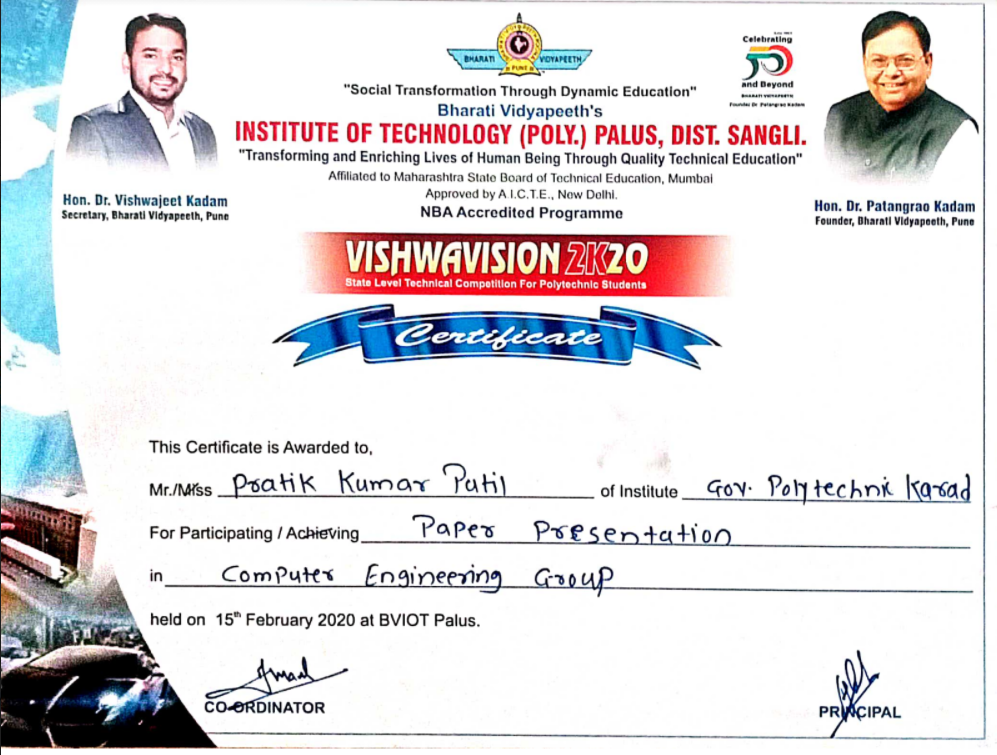 BHARATI VIDYAPEETH
PUNE
Celebrating
50
and Beyond
BHARATI VIDYAPEETH
Founder Dr. Patangrao Kadam
"Social Transformation Through Dynamic Education"
Bharati Vidyapeeth's
INSTITUTE OF TECHNOLOGY (POLY.) PALUS, DIST. SANGLI.
"Transforming and Enriching Lives of Human Being Through Quality Technical Education"
Affiliated to Maharashtra State Board of Technical Education, Mumbai
Approved by A.I.C.T.E., New Delhi.
NBA Accredited Programme
Hon. Dr. Vishwajeet Kadam
Secretary, Bharati Vidyapeeth, Pune
Hon. Dr. Patangrao Kadam
Founder, Bharati Vidyapeeth, Pune
VISHWAVISION 2K20
State Level Technical Competition For Polytechnic Students
Certificate
This Certificate is Awarded to,
Mr./Miss Pratik Kumar Patil of Institute Gov. Polytechnic Karad
For Participating / Achieving Paper Presentation
in Computer Engineering Group
held on 15th February 2020 at BVIOT Palus.
CO-ORDINATOR
PRINCIPAL